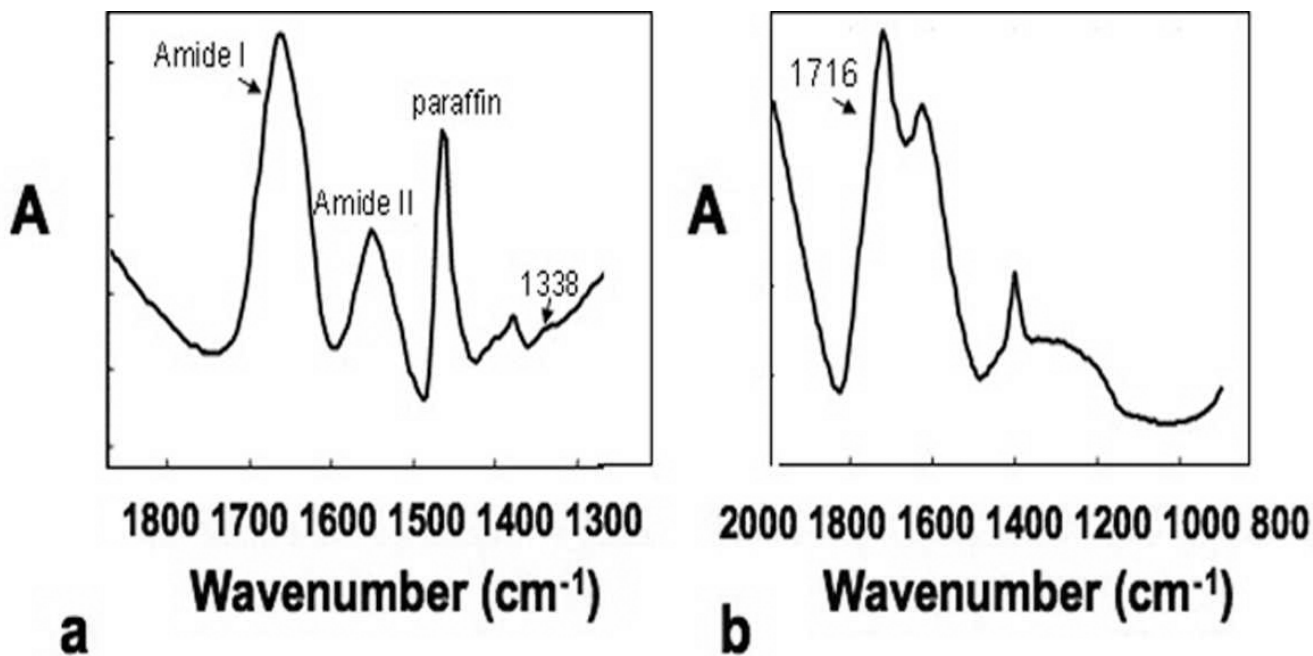 Amide I
paraffin
Amide II
1338
A
1800 1700 1600 1500 1400 1300
Wavenumber (cm-1)
a
1716
A
2000 1800 1600 1400 1200 1000 800
Wavenumber (cm-1)
b